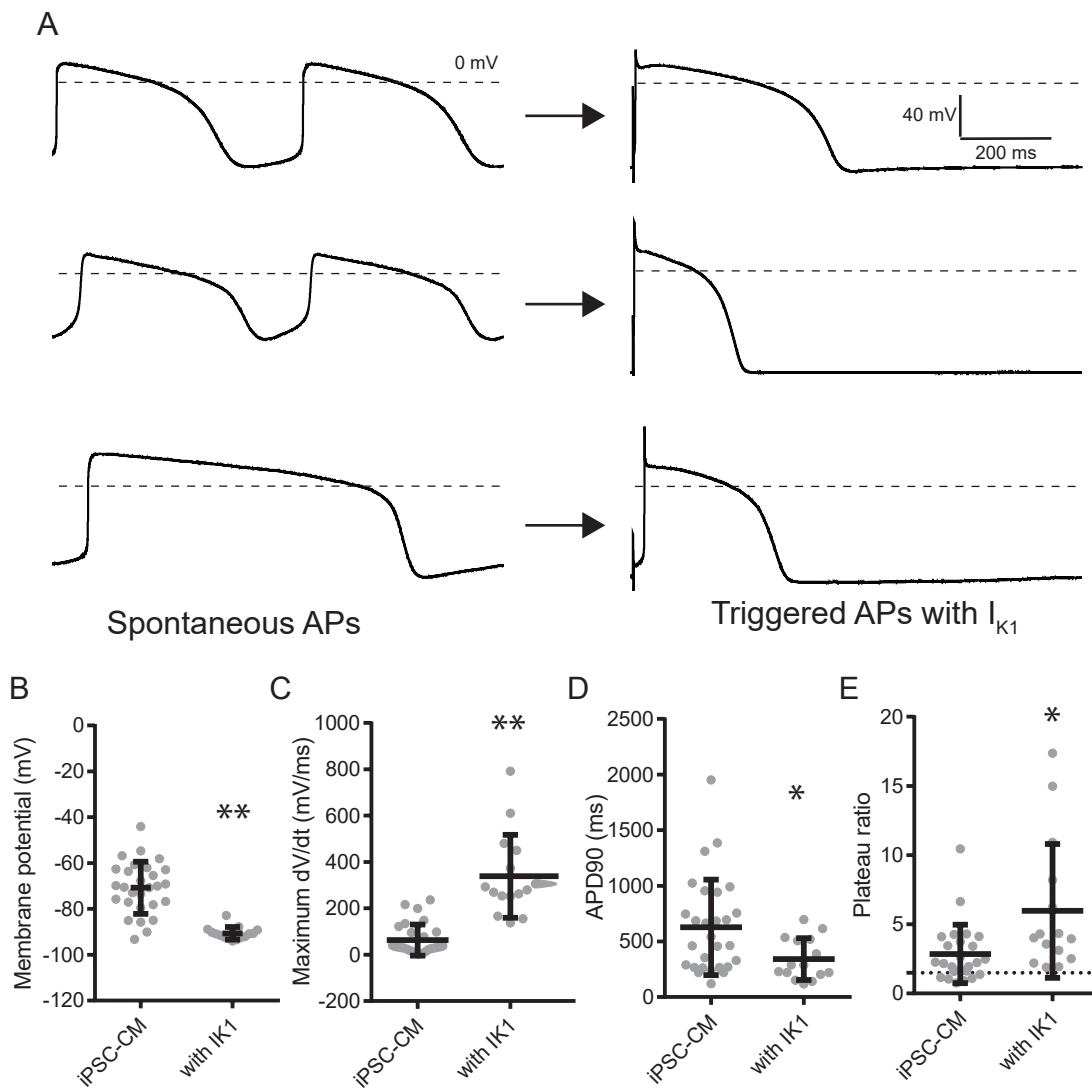 A
0 mV
40 mV
200 ms
Spontaneous APs
Triggered APs with I_K1
B
C
D
E
Membrane potential (mV)
0
-20
-40
-60
-80
-100
-120
**
iPSC-CM
with IK1
Maximum dV/dt (mV/ms)
1000
800
600
400
200
0
-200
**
iPSC-CM
with IK1
APD90 (ms)
2500
2000
1500
1000
500
0
*
iPSC-CM
with IK1
Plateau ratio
20
15
10
5
0
*
iPSC-CM
with IK1